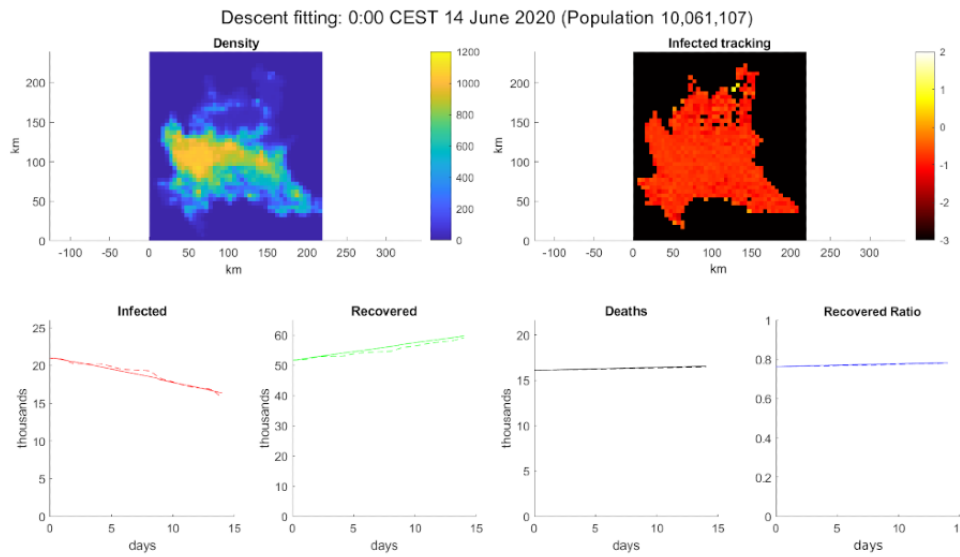 Descent fitting: 0:00 CEST 14 June 2020 (Population 10,061,107)
Density
km
200
150
100
50
0
-100 -50 0 50 100 150 200 250 300
km
1200
1000
800
600
400
200
0
Infected tracking
km
200
150
100
50
0
-100 -50 0 50 100 150 200 250 300
km
2
1
0
-1
-2
-3
Infected
thousands
25
20
15
10
5
0
0 5 10 15
days
Recovered
60
50
40
30
20
10
0
0 5 10 15
days
Deaths
thousands
20
15
10
5
0
0 5 10 15
days
Recovered Ratio
1
0.8
0.6
0.4
0.2
0
0 5 10 15
days